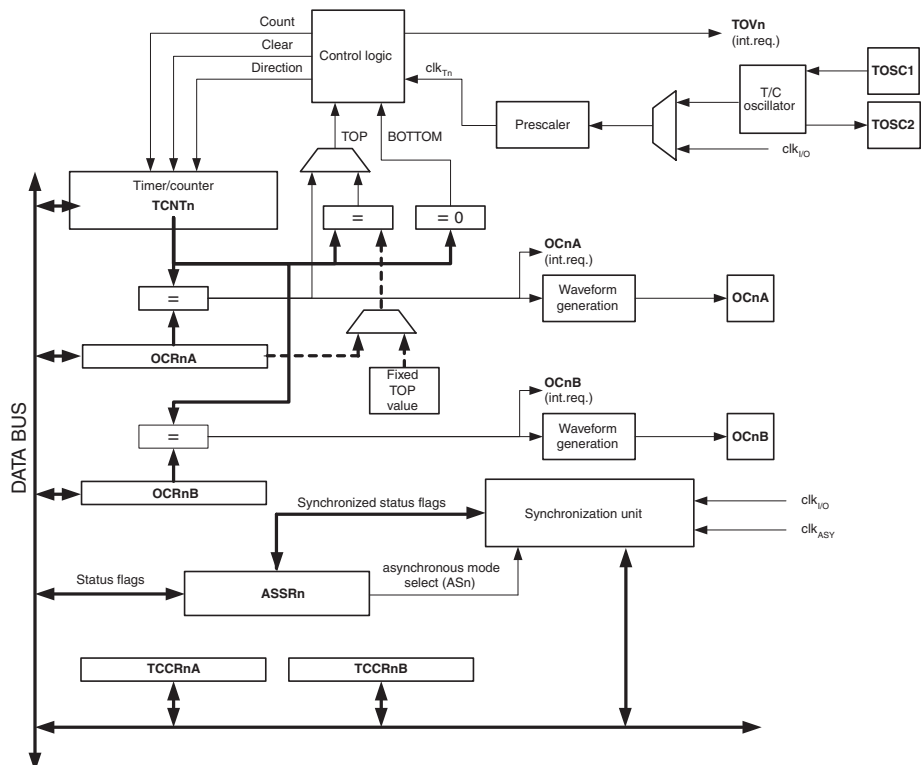 Count
Clear
Direction
Control logic
TOVn
(int.req.)
clkTn
TOSC1
T/C
oscillator
TOSC2
Prescaler
clkI/O
TOP
BOTTOM
Timer/counter
TCNTn
=
= 0
OCnA
(int.req.)
=
Waveform
generation
OCnA
OCRnA
Fixed
TOP
value
OCnB
(int.req.)
=
Waveform
generation
OCnB
OCRnB
DATA BUS
Synchronized status flags
Synchronization unit
clkI/O
clkASY
Status flags
ASSRn
asynchronous mode
select (ASn)
TCCRnA
TCCRnB